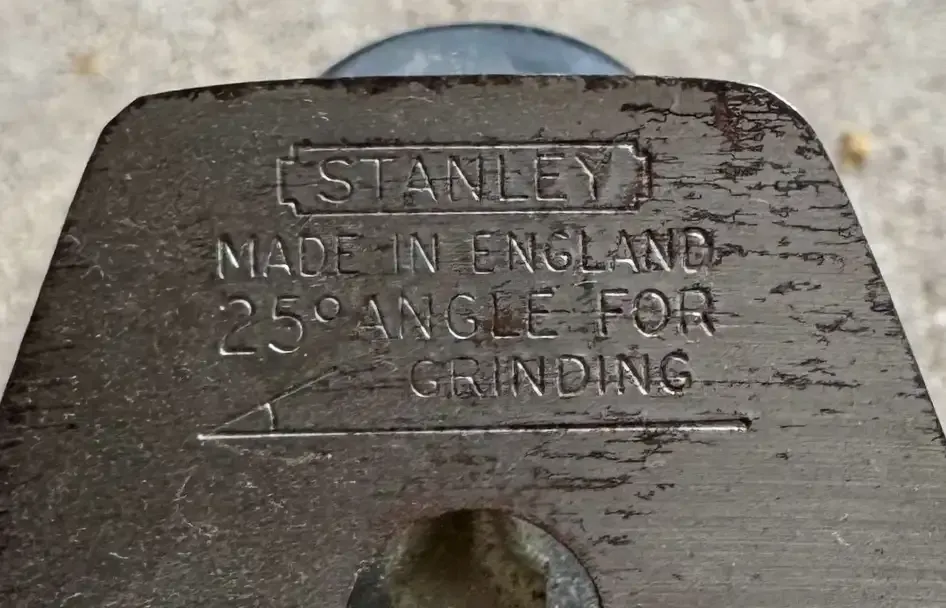 STANLEY
MADE IN ENGLAND
25° ANGLE FOR
GRINDING